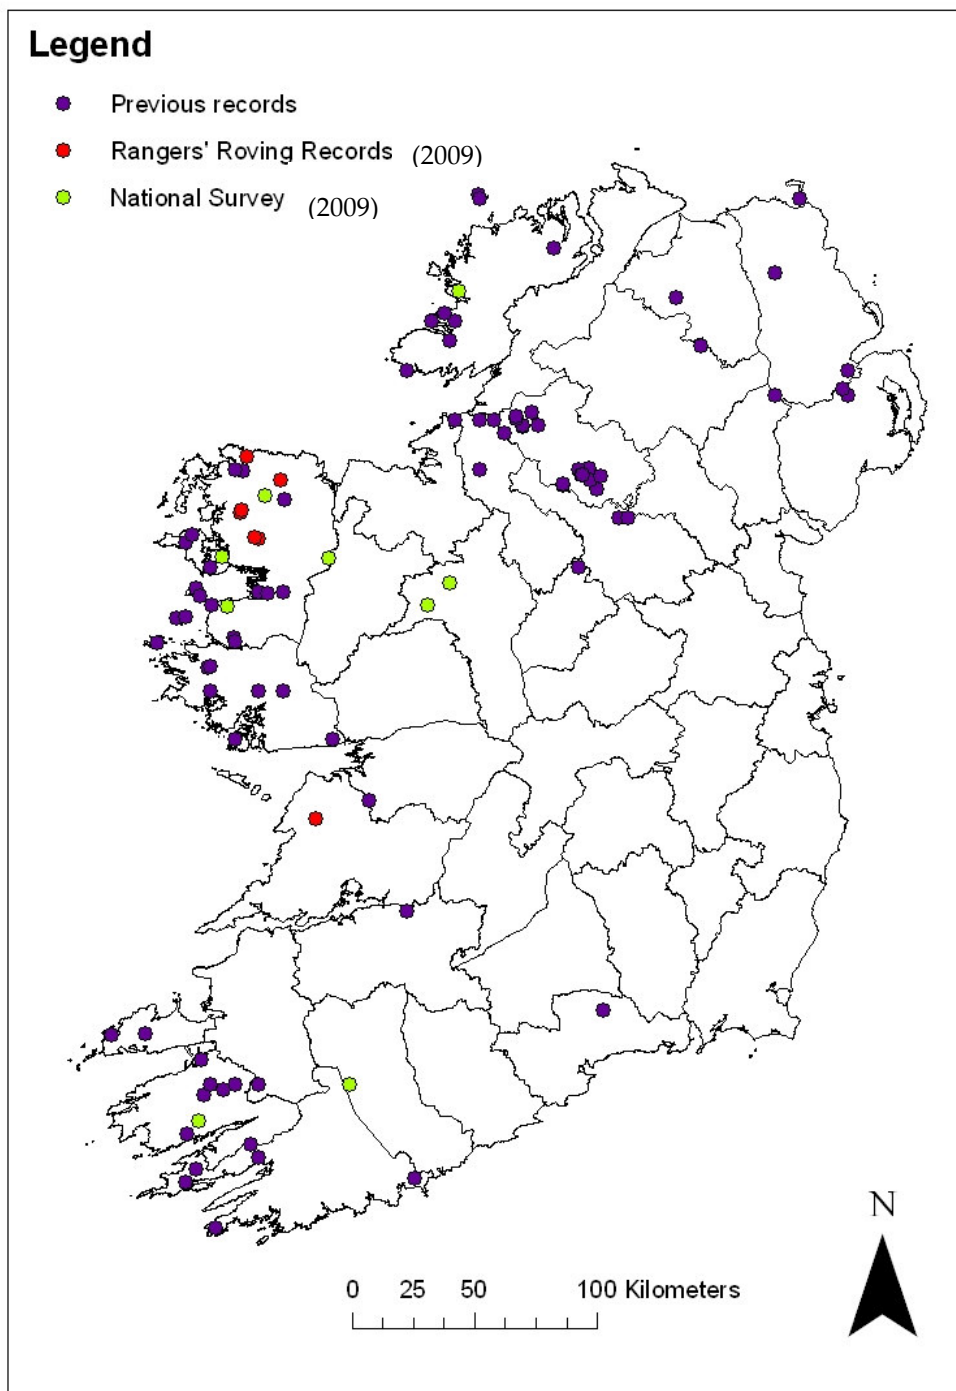 Legend
Previous records
Rangers' Roving Records (2009)
National Survey (2009)
N
0 25 50 100 Kilometers